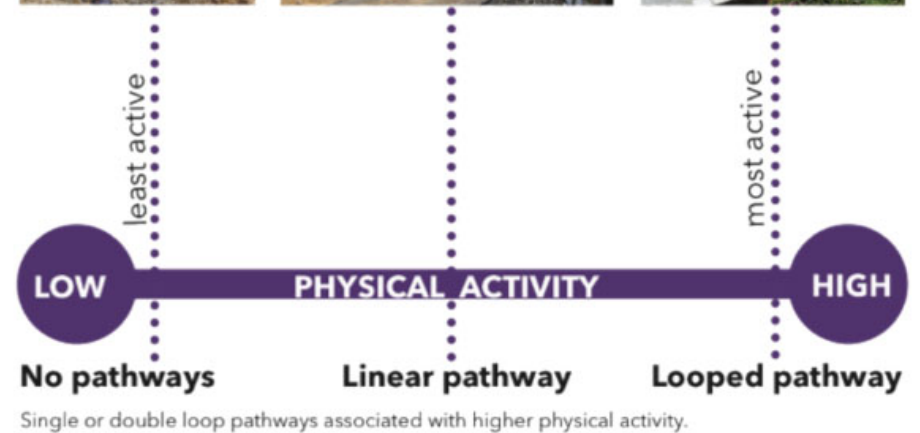 least active
most active
LOW PHYSICAL ACTIVITY HIGH
No pathways Linear pathway Looped pathway
Single or double loop pathways associated with higher physical activity.